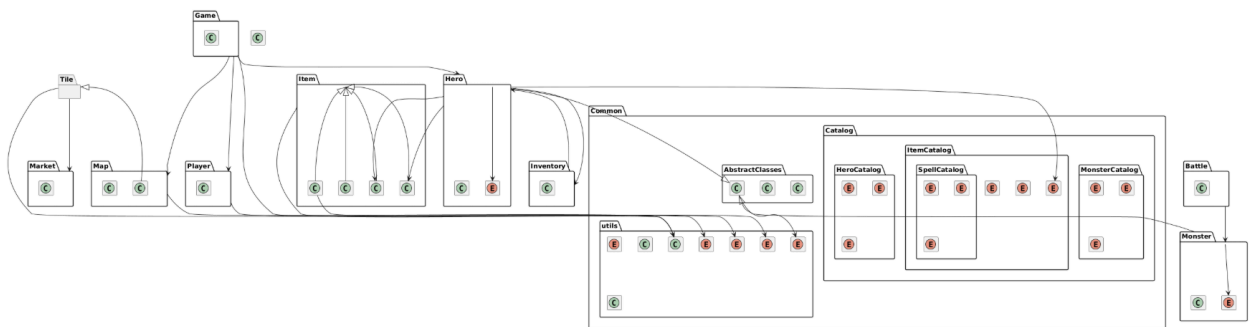 Game
C
C
Tile
Item
Hero
Common
Catalog
ItemCatalog
Market
Map
Player
Inventory
AbstractClasses
HeroCatalog
SpellCatalog
MonsterCatalog
Battle
C
C C
C
C C C C
C E
C
C C C
E E
E E E E E
E E
C
utils
Monster
E C C E E E E
E
E
E
C
C E